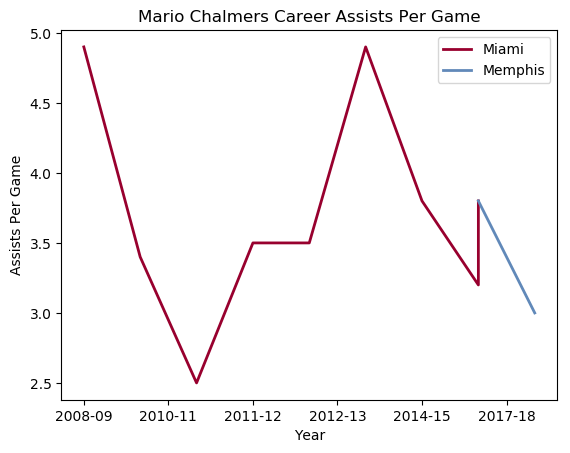 Mario Chalmers Career Assists Per Game
5.0
4.5
4.0
3.5
3.0
2.5
Assists Per Game
Miami
Memphis
2008-09 2010-11 2011-12 2012-13 2014-15 2017-18
Year